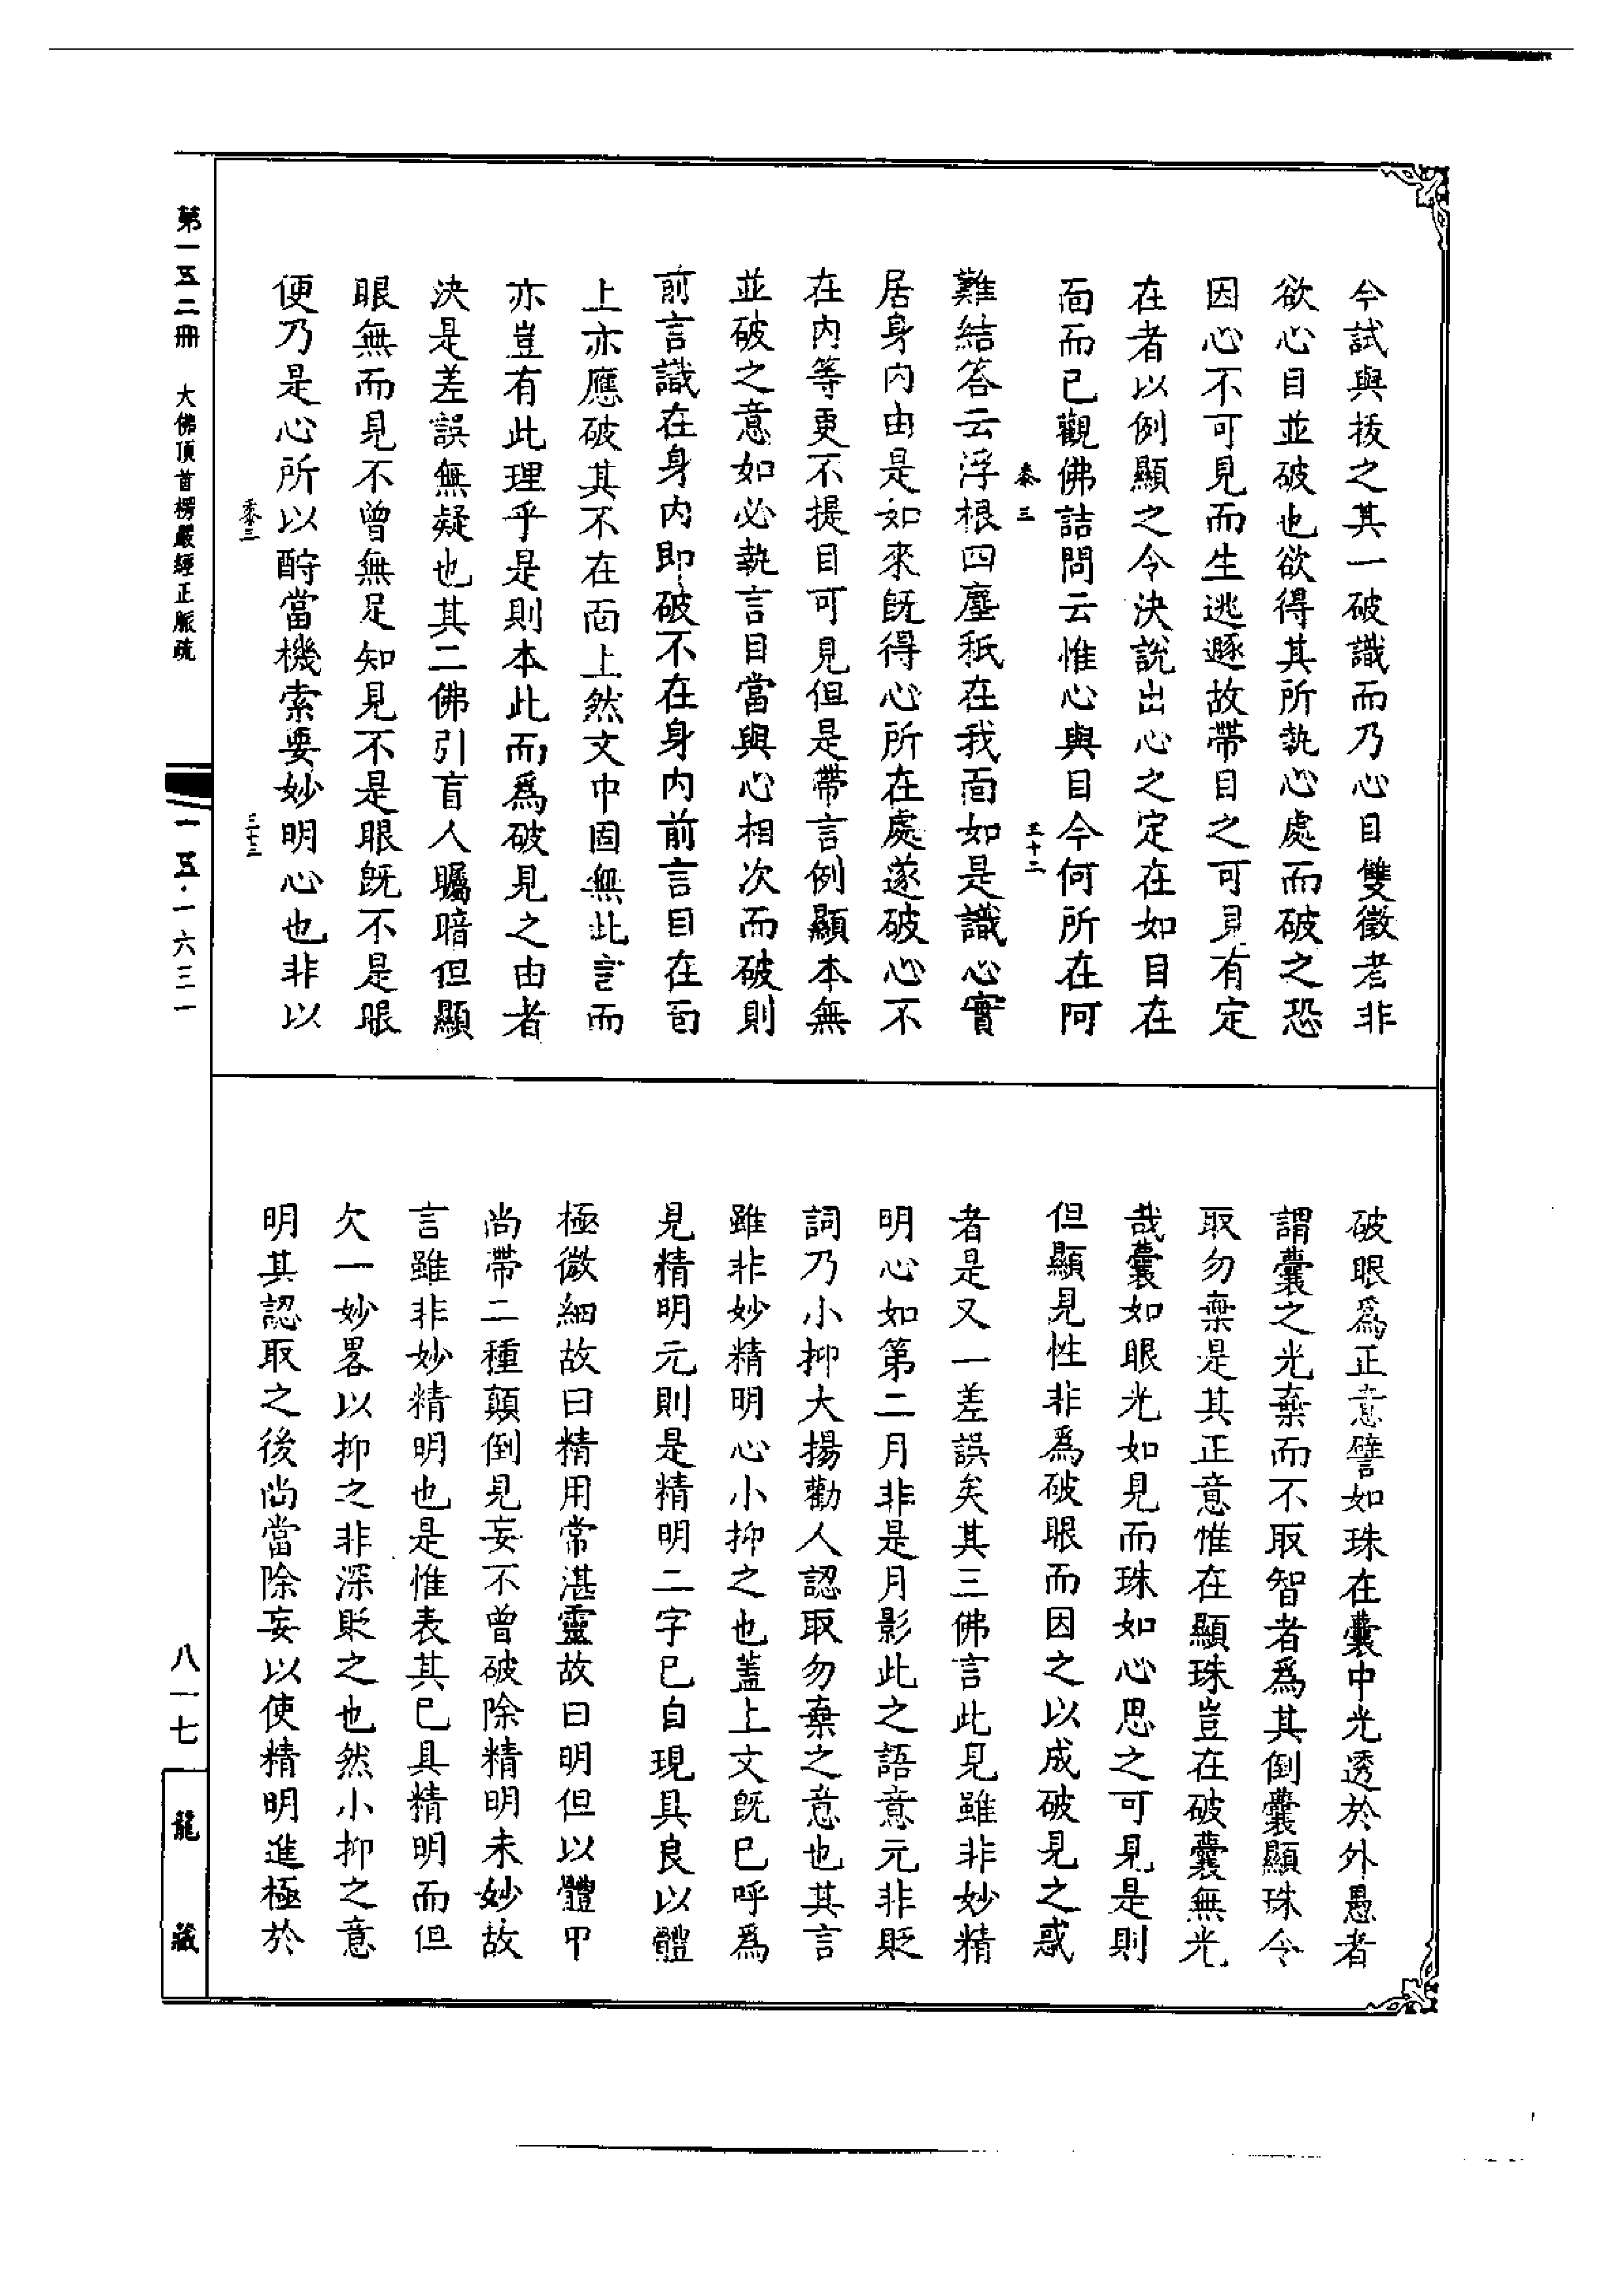 今試與拔之其一破識而乃心目雙徵者非
欲心目並破也欲得其所執心處而破之恐
因心不可見而生逃遯故帶目之可見有定
在者以例顯之令決說出心之定在如目在
面而已觀佛詰問云惟心與目今何所在阿
秦三 三十二
難結答云浮根四塵秖在我面如是識心實
居身内由是如來旣得心所在處遂破心不
在内等更不提目可見但是帶言例顯本無
並破之意如必執言目當與心相次而破則
前言識在身内即破不在身内前言目在面
上亦應破其不在面上然文中固無此言而
亦豈有此理乎是則本此而爲破見之由者
決是差誤無疑也其二佛引盲人矚暗但顯
眼無而見不曾無足知見不是眼旣不是眼
便乃是心所以酧當機索要妙明心也非以
秦三 三十三
破眼爲正意譬如珠在囊中光透於外愚者
謂囊之光棄而不取智者爲其倒囊顯珠令
取勿棄是其正意惟在顯珠豈在破囊無光
哉囊如眼光如見而珠如心思之可見是則
但顯見性非爲破眼而因之以成破見之惑
者是又一差誤矣其三佛言此見雖非妙精
明心如第二月非是月影此之語意元非貶
詞乃小抑大揚勸人認取勿棄之意也其言
雖非妙精明心小抑之也蓋上文旣已呼爲
見精明元則是精明二字已自現具良以體
極微細故曰精用常湛靈故曰明但以體中
尚帶二種顛倒見妄不曾破除精明未妙故
言雖非妙精明也是惟表其已具精明而但
欠一妙畧以抑之非深貶之也然小抑之意
明其認取之後尚當除妄以使精明進極於
第一五二冊 大佛頂首楞嚴經正脈疏
一五·一六三一
八一七
龍藏